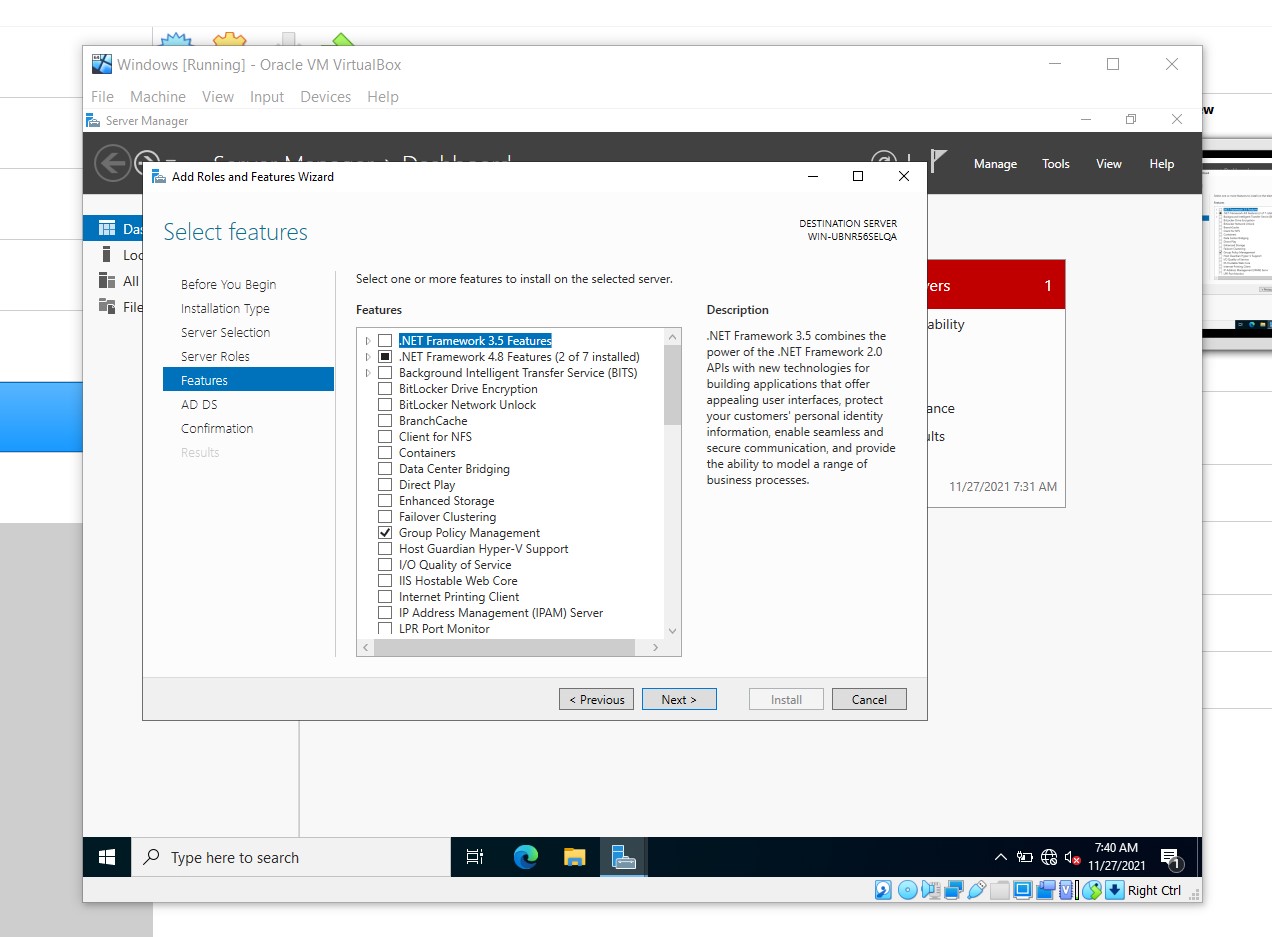 Windows [Running] - Oracle VM VirtualBox
File Machine View Input Devices Help
Server Manager
Manage Tools View Help
Add Roles and Features Wizard
Select features
DESTINATION SERVER
WIN-UBNR56SELQA
Before You Begin
Installation Type
Server Selection
Server Roles
Features
AD DS
Confirmation
Results
Select one or more features to install on the selected server.
Features
.NET Framework 3.5 Features
.NET Framework 4.8 Features (2 of 7 installed)
Background Intelligent Transfer Service (BITS)
BitLocker Drive Encryption
BitLocker Network Unlock
BranchCache
Client for NFS
Containers
Data Center Bridging
Direct Play
Enhanced Storage
Failover Clustering
Group Policy Management
Host Guardian Hyper-V Support
I/O Quality of Service
IIS Hostable Web Core
Internet Printing Client
IP Address Management (IPAM) Server
LPR Port Monitor
Description
.NET Framework 3.5 combines the
power of the .NET Framework 2.0
APIs with new technologies for
building applications that offer
appealing user interfaces, protect
your customers' personal identity
information, enable seamless and
secure communication, and provide
the ability to model a range of
business processes.
< Previous
Next >
Install
Cancel
Das
Loc
All
File
vers 1
ability
ance
ults
11/27/2021 7:31 AM
Type here to search
7:40 AM
11/27/2021
1
Right Ctrl